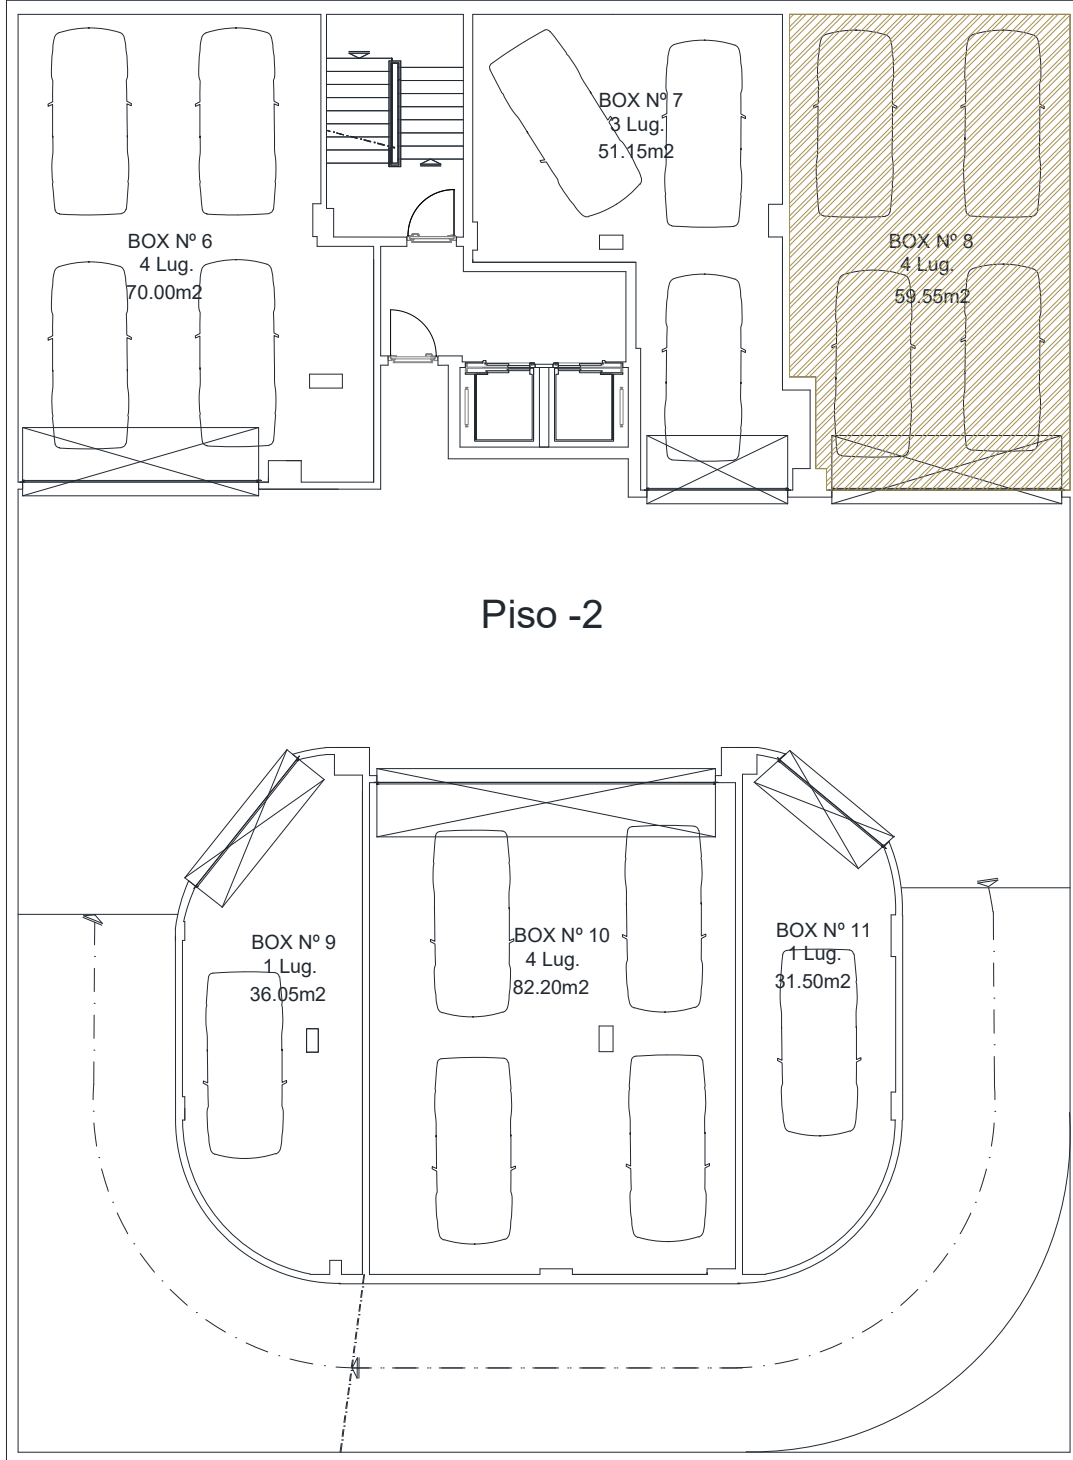 BOX Nº 7
3 Lug.
51.15m2
BOX Nº 6
4 Lug.
70.00m2
BOX Nº 8
4 Lug.
59.55m2
Piso -2
BOX Nº 9
1 Lug.
36.05m2
BOX Nº 10
4 Lug.
82.20m2
BOX Nº 11
1 Lug.
31.50m2